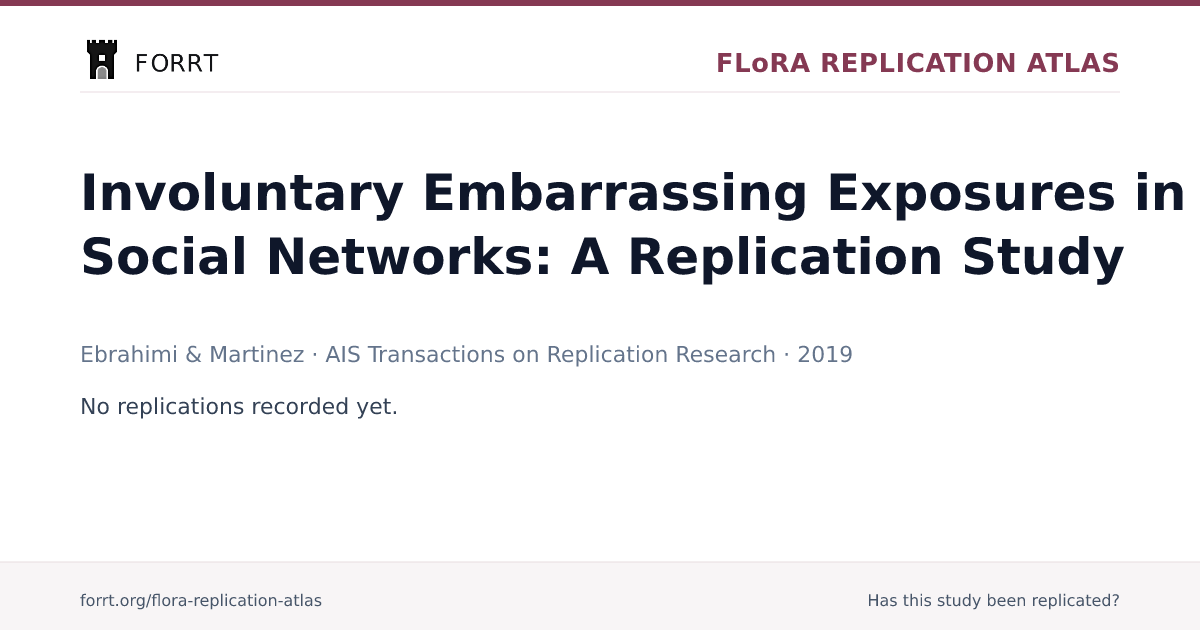 FORRT
FLoRA REPLICATION ATLAS
Involuntary Embarrassing Exposures in
Social Networks: A Replication Study
Ebrahimi & Martinez · AIS Transactions on Replication Research · 2019
No replications recorded yet.
forrt.org/flora-replication-atlas
Has this study been replicated?